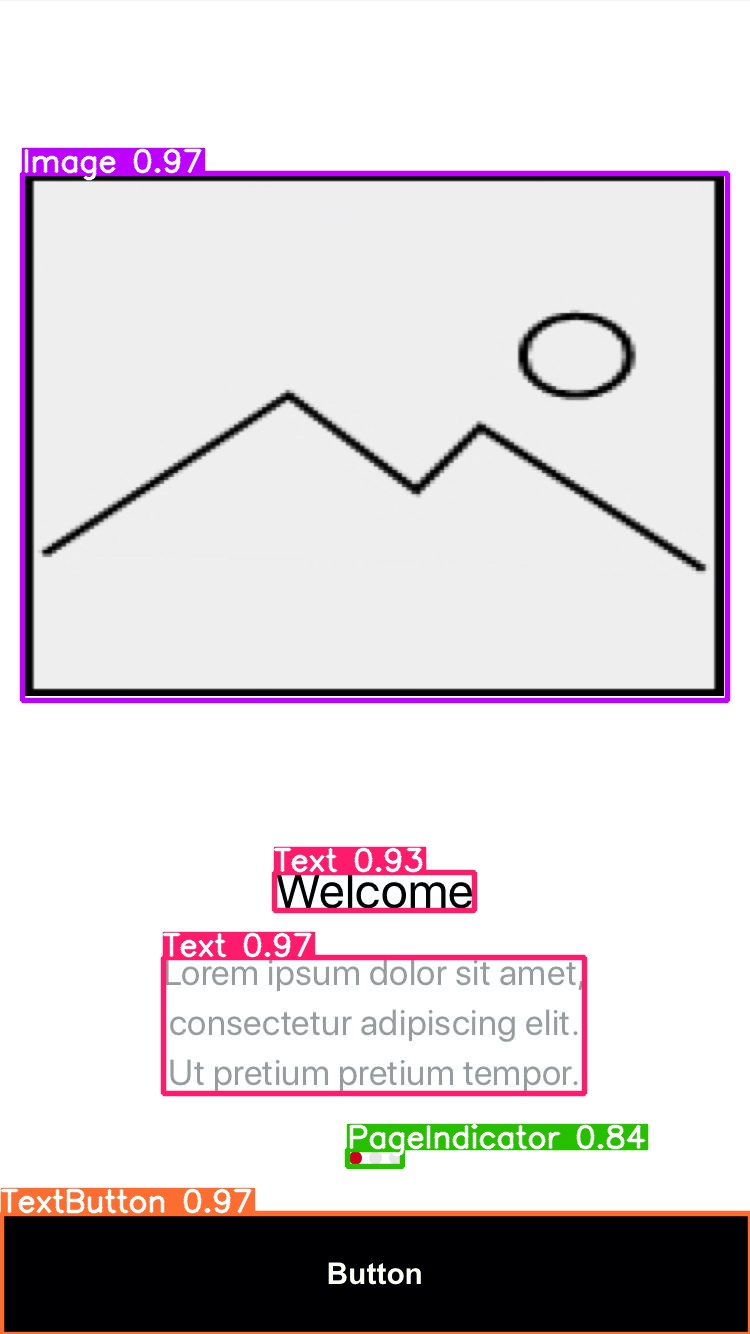 Image 0.97
Text 0.93
Welcome
Text 0.97
Lorem ipsum dolor sit amet,
consectetur adipiscing elit.
Ut pretium pretium tempor.
PageIndicator 0.84
TextButton 0.97
Button